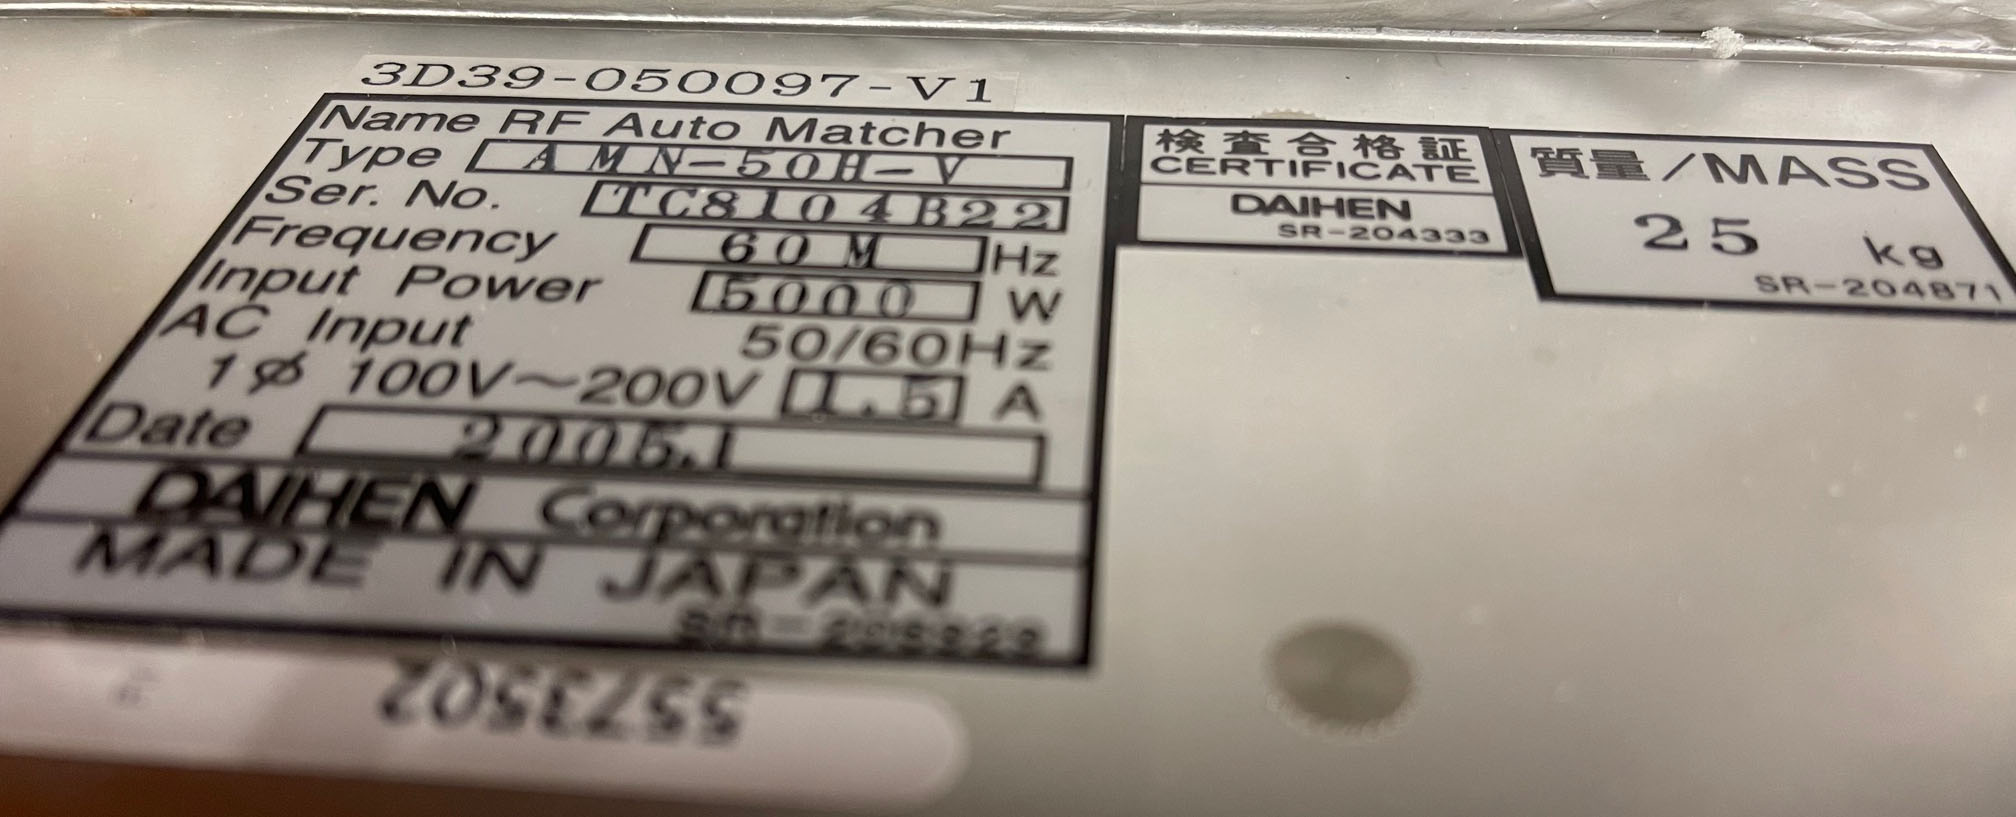 3D39-050097-V1
Name RF Auto Matcher
Type AMN-50H-V
Ser. No. TC8104B22
Frequency 60M Hz
Input Power 5000 W
AC Input 50/60Hz
1ø 100V～200V 1.5 A
Date 2005.1
DAIHEN Corporation
MADE IN JAPAN
検査合格証
CERTIFICATE
DAIHEN
SR-204333
質量/MASS
25 kg
SR-204871
5573502